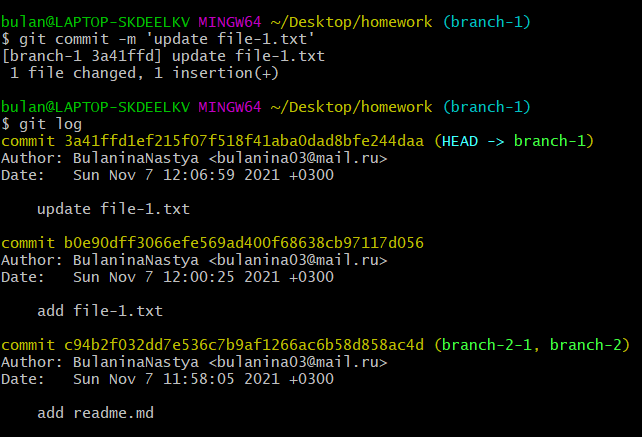 bulan@LAPTOP-SKDEELKV MINGW64 ~/Desktop/homework (branch-1)
$ git commit -m 'update file-1.txt'
[branch-1 3a41ffd] update file-1.txt
 1 file changed, 1 insertion(+)

bulan@LAPTOP-SKDEELKV MINGW64 ~/Desktop/homework (branch-1)
$ git log
commit 3a41ffd1ef215f07f518f41aba0dad8bfe244daa (HEAD -> branch-1)
Author: BulaninaNastya <bulanina03@mail.ru>
Date:   Sun Nov 7 12:06:59 2021 +0300

    update file-1.txt

commit b0e90dff3066efe569ad400f68638cb97117d056
Author: BulaninaNastya <bulanina03@mail.ru>
Date:   Sun Nov 7 12:00:25 2021 +0300

    add file-1.txt

commit c94b2f032dd7e536c7b9af1266ac6b58d858ac4d (branch-2-1, branch-2)
Author: BulaninaNastya <bulanina03@mail.ru>
Date:   Sun Nov 7 11:58:05 2021 +0300

    add readme.md